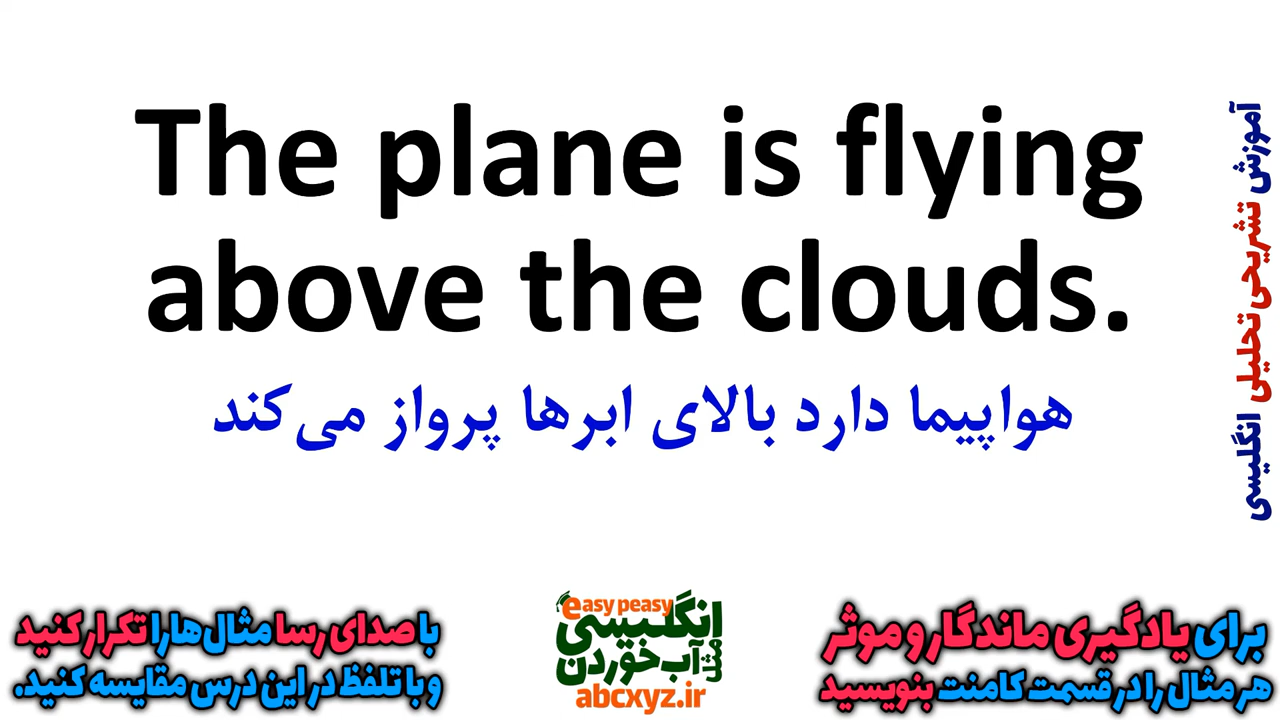 The plane is flying
above the clouds.
هواپیما دارد بالای ابرها پرواز می‌کند
آموزش تشریحی تحلیلی انگلیسی
برای یادگیری ماندگار و موثر
هر مثال را در قسمت کامنت بنویسید
easy peasy
انگلیسی
مثل
آب خوردن
abcxyz.ir
با صدای رسا مثال‌ها را تکرار کنید
و با تلفظ در این درس مقایسه کنید.